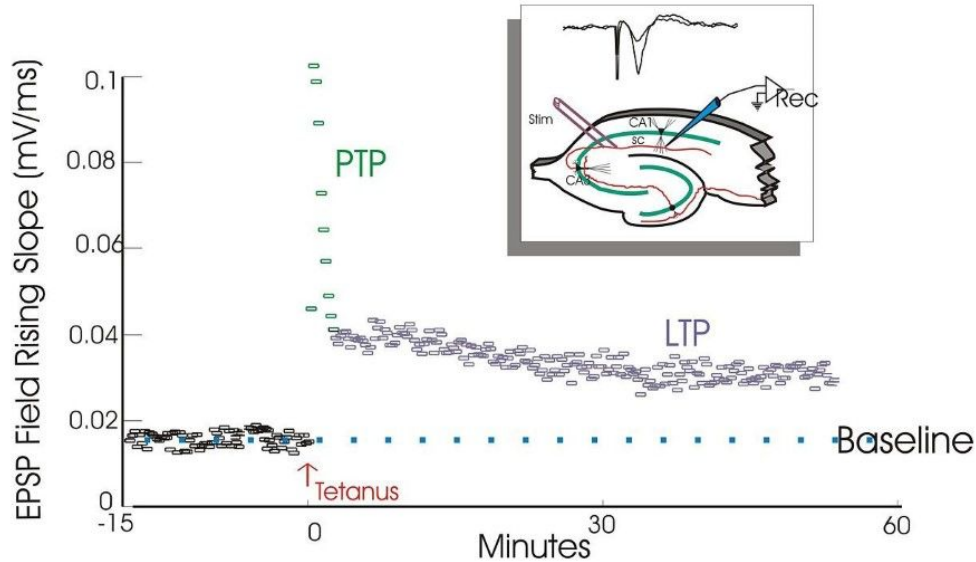 EPSP Field Rising Slope (mV/ms)
0.1
0.08
0.06
0.04
0.02
0
-15
0
30
60
Minutes
PTP
LTP
Baseline
Tetanus
Stim
CA1
SC
CA3
Rec